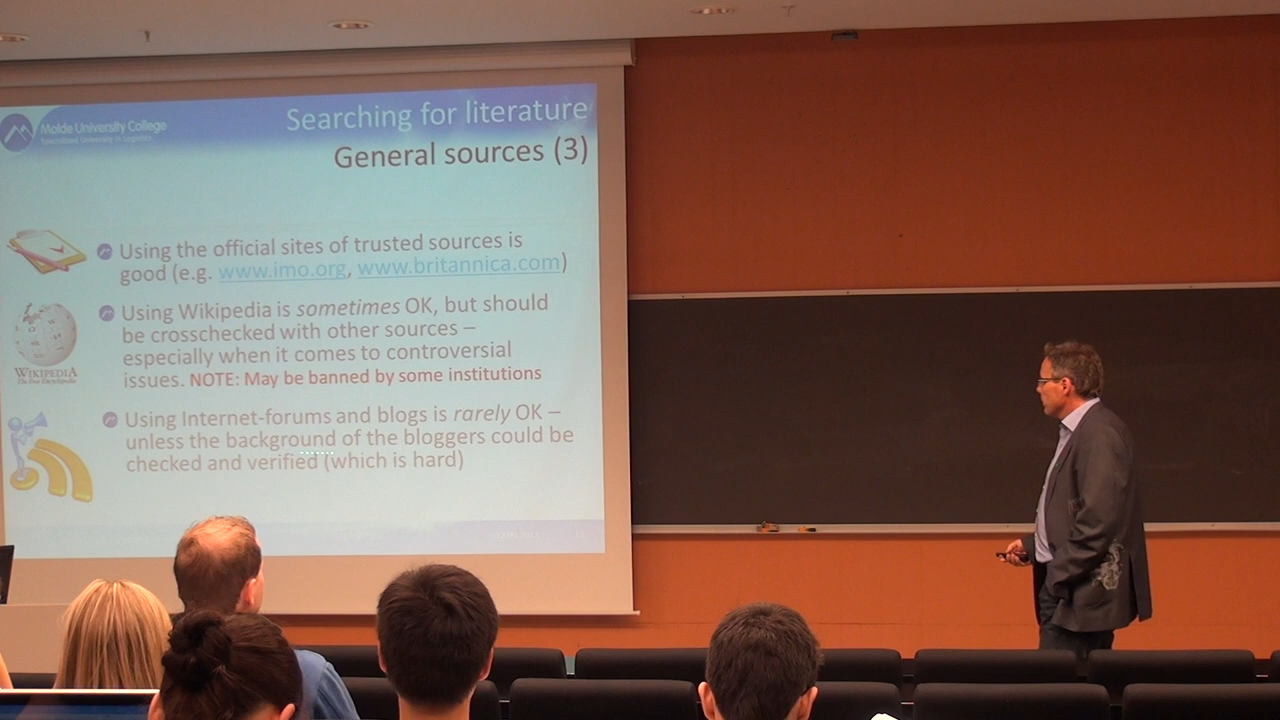 Molde University College
Specialized University in Logistics
Searching for literature
General sources (3)
Using the official sites of trusted sources is
good (e.g. www.imo.org, www.britannica.com)
Using Wikipedia is sometimes OK, but should
be crosschecked with other sources –
especially when it comes to controversial
issues. NOTE: May be banned by some institutions
WIKIPEDIA
The Free Encyclopedia
Using Internet-forums and blogs is rarely OK –
unless the background of the bloggers could be
checked and verified (which is hard)